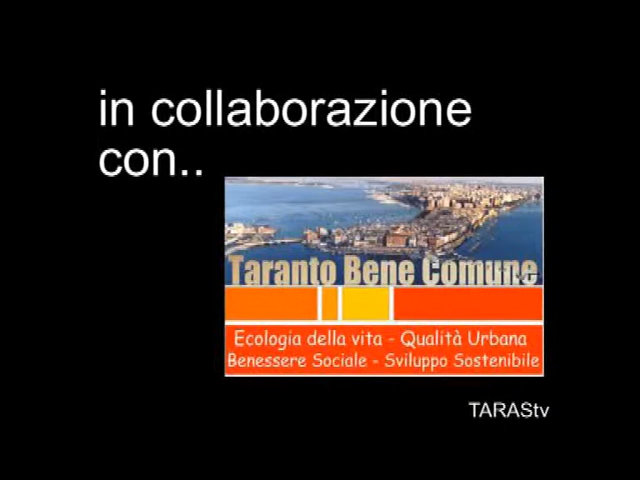 in collaborazione
con..
Taranto Bene Comune
Ecologia della vita - Qualità Urbana
Benessere Sociale - Sviluppo Sostenibile
TARAStv